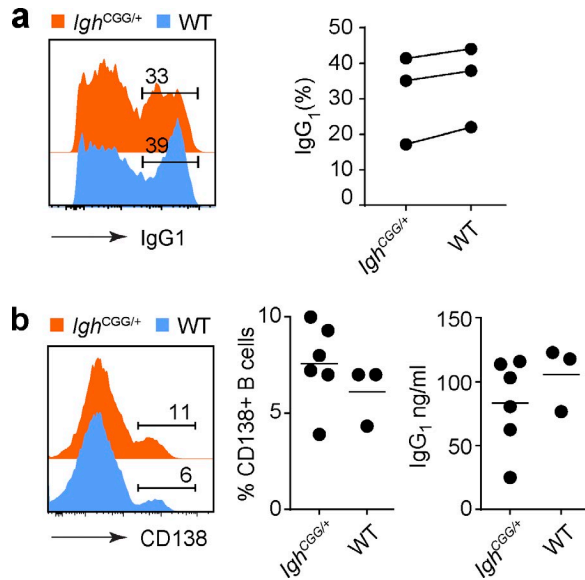 a
Igh^CGG/+ WT
33
39
IgG1
IgG₁(%)
50
40
30
20
10
0
Igh^CGG/+
WT
b
Igh^CGG/+ WT
11
6
CD138
% CD138+ B cells
10
5
0
Igh^CGG/+
WT
IgG₁ ng/ml
150
100
50
0
Igh^CGG/+
WT